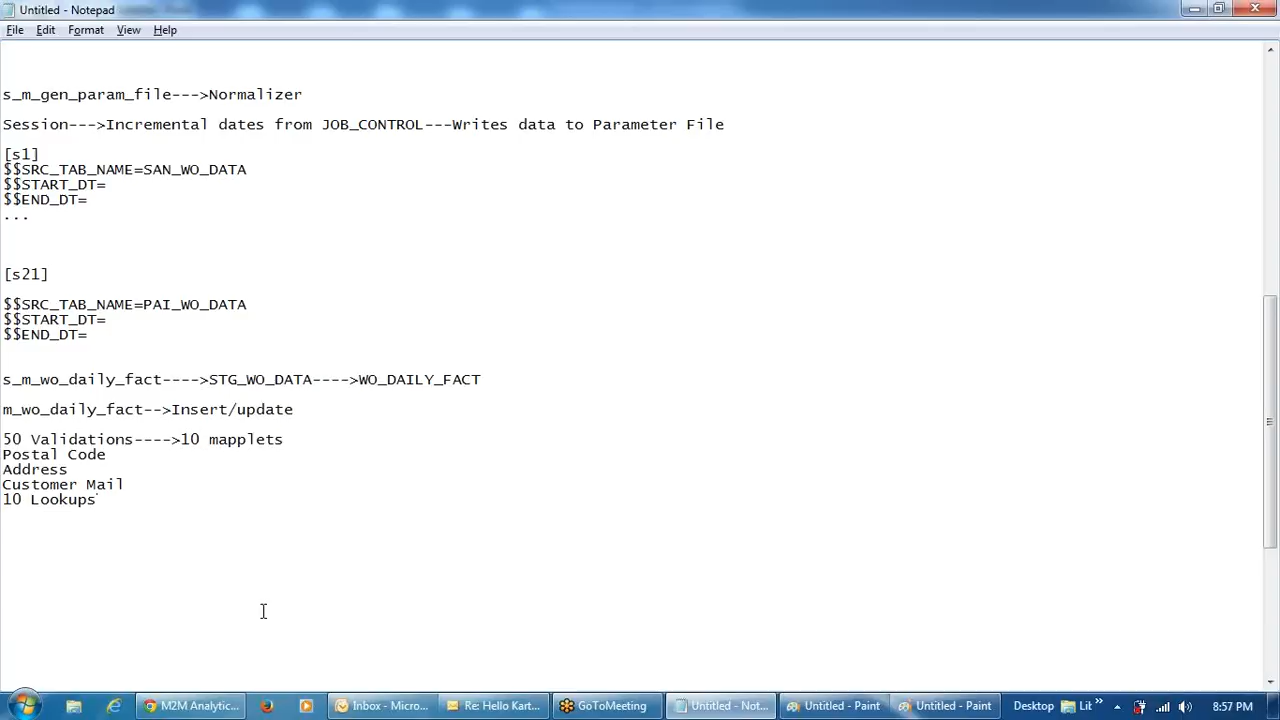 Untitled - Notepad
File Edit Format View Help
s_m_gen_param_file--->Normalizer
Session--->Incremental dates from JOB_CONTROL---Writes data to Parameter File
[s1]
$$SRC_TAB_NAME=SAN_WO_DATA
$$START_DT=
$$END_DT=
...
[s21]
$$SRC_TAB_NAME=PAI_WO_DATA
$$START_DT=
$$END_DT=
s_m_wo_daily_fact---->STG_WO_DATA---->WO_DAILY_FACT
m_wo_daily_fact-->Insert/update
50 Validations---->10 mapplets
Postal Code
Address
Customer Mail
10 Lookups
M2M Analytic... Inbox - Micro... Re: Hello Kart... GoToMeeting Untitled - Not... Untitled - Paint Untitled - Paint Desktop Lit » 8:57 PM